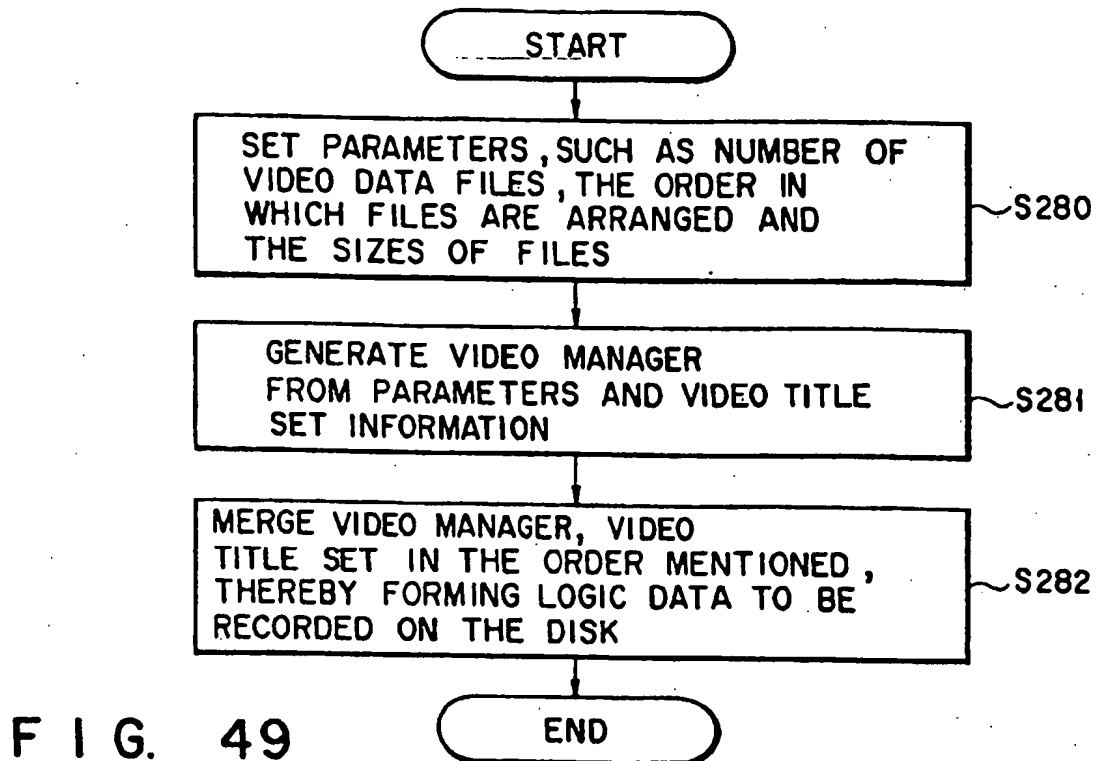 START
SET PARAMETERS, SUCH AS NUMBER OF
VIDEO DATA FILES, THE ORDER IN
WHICH FILES ARE ARRANGED AND
THE SIZES OF FILES
S280
GENERATE VIDEO MANAGER
FROM PARAMETERS AND VIDEO TITLE
SET INFORMATION
S281
MERGE VIDEO MANAGER, VIDEO
TITLE SET IN THE ORDER MENTIONED,
THEREBY FORMING LOGIC DATA TO BE
RECORDED ON THE DISK
S282
END
FIG. 49